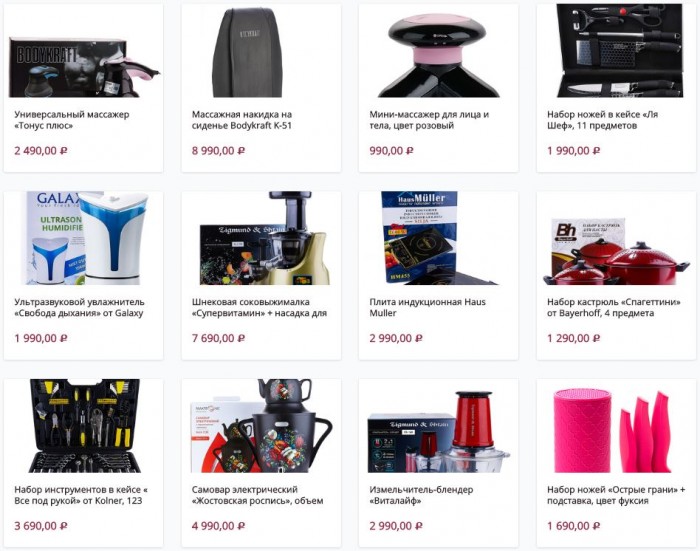 BODYKRAFT
Универсальный массажер
«Тонус плюс»
2 490,00 ₽
Массажная накидка на
сиденье Bodykraft K-51
8 990,00 ₽
Мини-массажер для лица и
тела, цвет розовый
990,00 ₽
Набор ножей в кейсе «Ля
Шеф», 11 предметов
1 990,00 ₽
GALAXY
ULTRASON
HUMIDIFIE
Ультразвуковой увлажнитель
«Свобода дыхания» от Galaxy
1 990,00 ₽
Zigmund & Shtain
Шнековая соковыжималка
«Супервитамин» + насадка для
7 690,00 ₽
Haus Müller
HM455
Плита индукционная Haus
Muller
2 990,00 ₽
Bh
Bayerhoff
Набор кастрюль «Спагеттини»
от Bayerhoff, 4 предмета
1 290,00 ₽
Набор инструментов в кейсе «
Все под рукой» от Kolner, 123
3 690,00 ₽
Самовар электрический
«Жостовская роспись», объем
4 990,00 ₽
Zigmund & Shtain
Измельчитель-блендер
«Виталайф»
2 990,00 ₽
Набор ножей «Острые грани» +
подставка, цвет фуксия
1 690,00 ₽